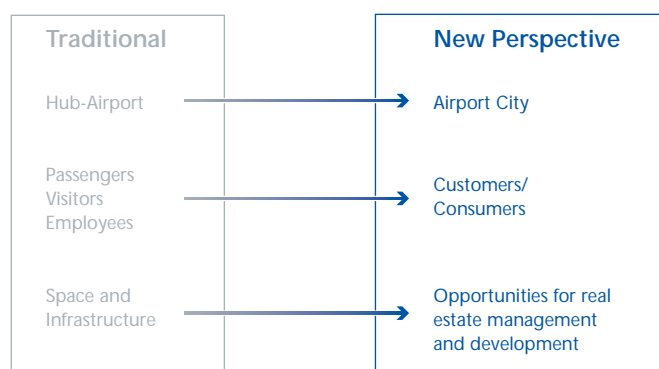 Traditional
New Perspective
Hub-Airport
Airport City
Passengers
Visitors
Employees
Customers/
Consumers
Space and
Infrastructure
Opportunities for real
estate management
and development